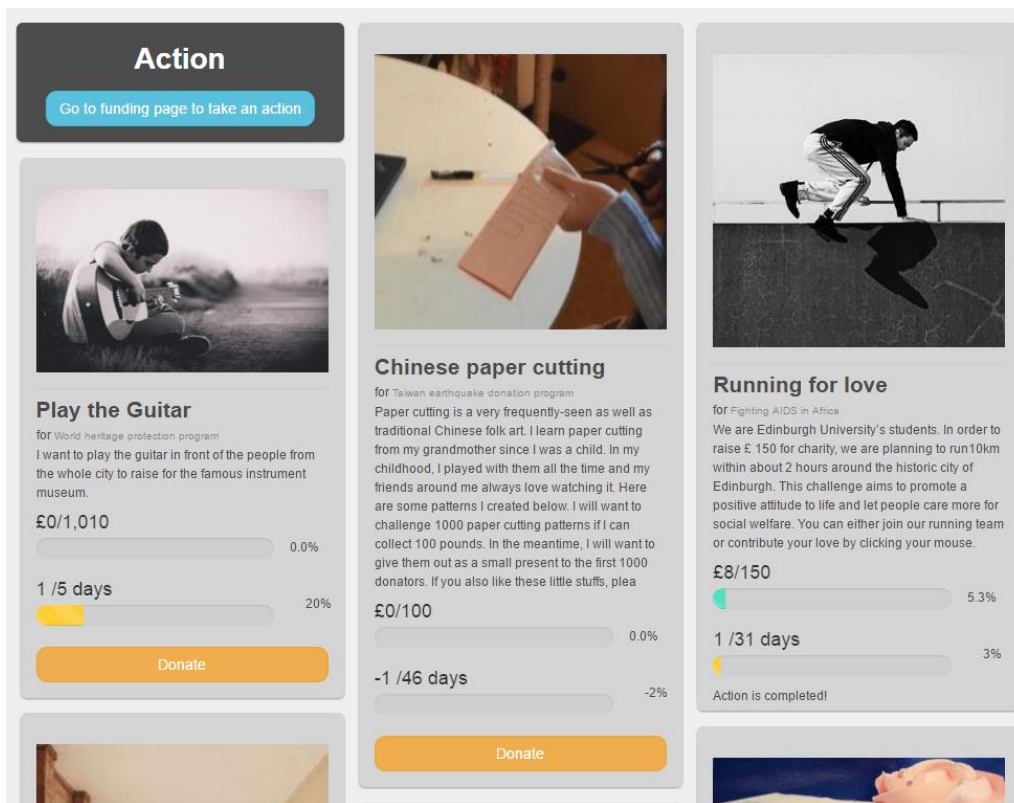 Action
Go to funding page to take an action
Play the Guitar
for World heritage protection program
I want to play the guitar in front of the people from
the whole city to raise for the famous instrument
museum.
£0/1,010
0.0%
1 /5 days
20%
Donate
Chinese paper cutting
for Taiwan earthquake donation program
Paper cutting is a very frequently-seen as well as
traditional Chinese folk art. I learn paper cutting
from my grandmother since I was a child. In my
childhood, I played with them all the time and my
friends around me always love watching it. Here
are some patterns I created below. I will want to
challenge 1000 paper cutting patterns if I can
collect 100 pounds. In the meantime, I will want to
give them out as a small present to the first 1000
donators. If you also like these little stuffs, plea
£0/100
0.0%
-1 /46 days
-2%
Donate
Running for love
for Fighting AIDS in Africa
We are Edinburgh University's students. In order to
raise £ 150 for charity, we are planning to run10km
within about 2 hours around the historic city of
Edinburgh. This challenge aims to promote a
positive attitude to life and let people care more for
social welfare. You can either join our running team
or contribute your love by clicking your mouse.
£8/150
5.3%
1 /31 days
3%
Action is completed!